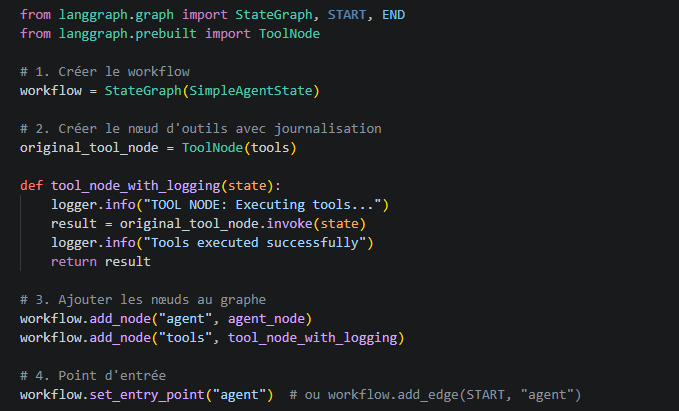 from langgraph.graph import StateGraph, START, END
from langgraph.prebuilt import ToolNode

# 1. Créer le workflow
workflow = StateGraph(SimpleAgentState)

# 2. Créer le nœud d'outils avec journalisation
original_tool_node = ToolNode(tools)

def tool_node_with_logging(state):
    logger.info("TOOL NODE: Executing tools...")
    result = original_tool_node.invoke(state)
    logger.info("Tools executed successfully")
    return result

# 3. Ajouter les nœuds au graphe
workflow.add_node("agent", agent_node)
workflow.add_node("tools", tool_node_with_logging)

# 4. Point d'entrée
workflow.set_entry_point("agent")  # ou workflow.add_edge(START, "agent")